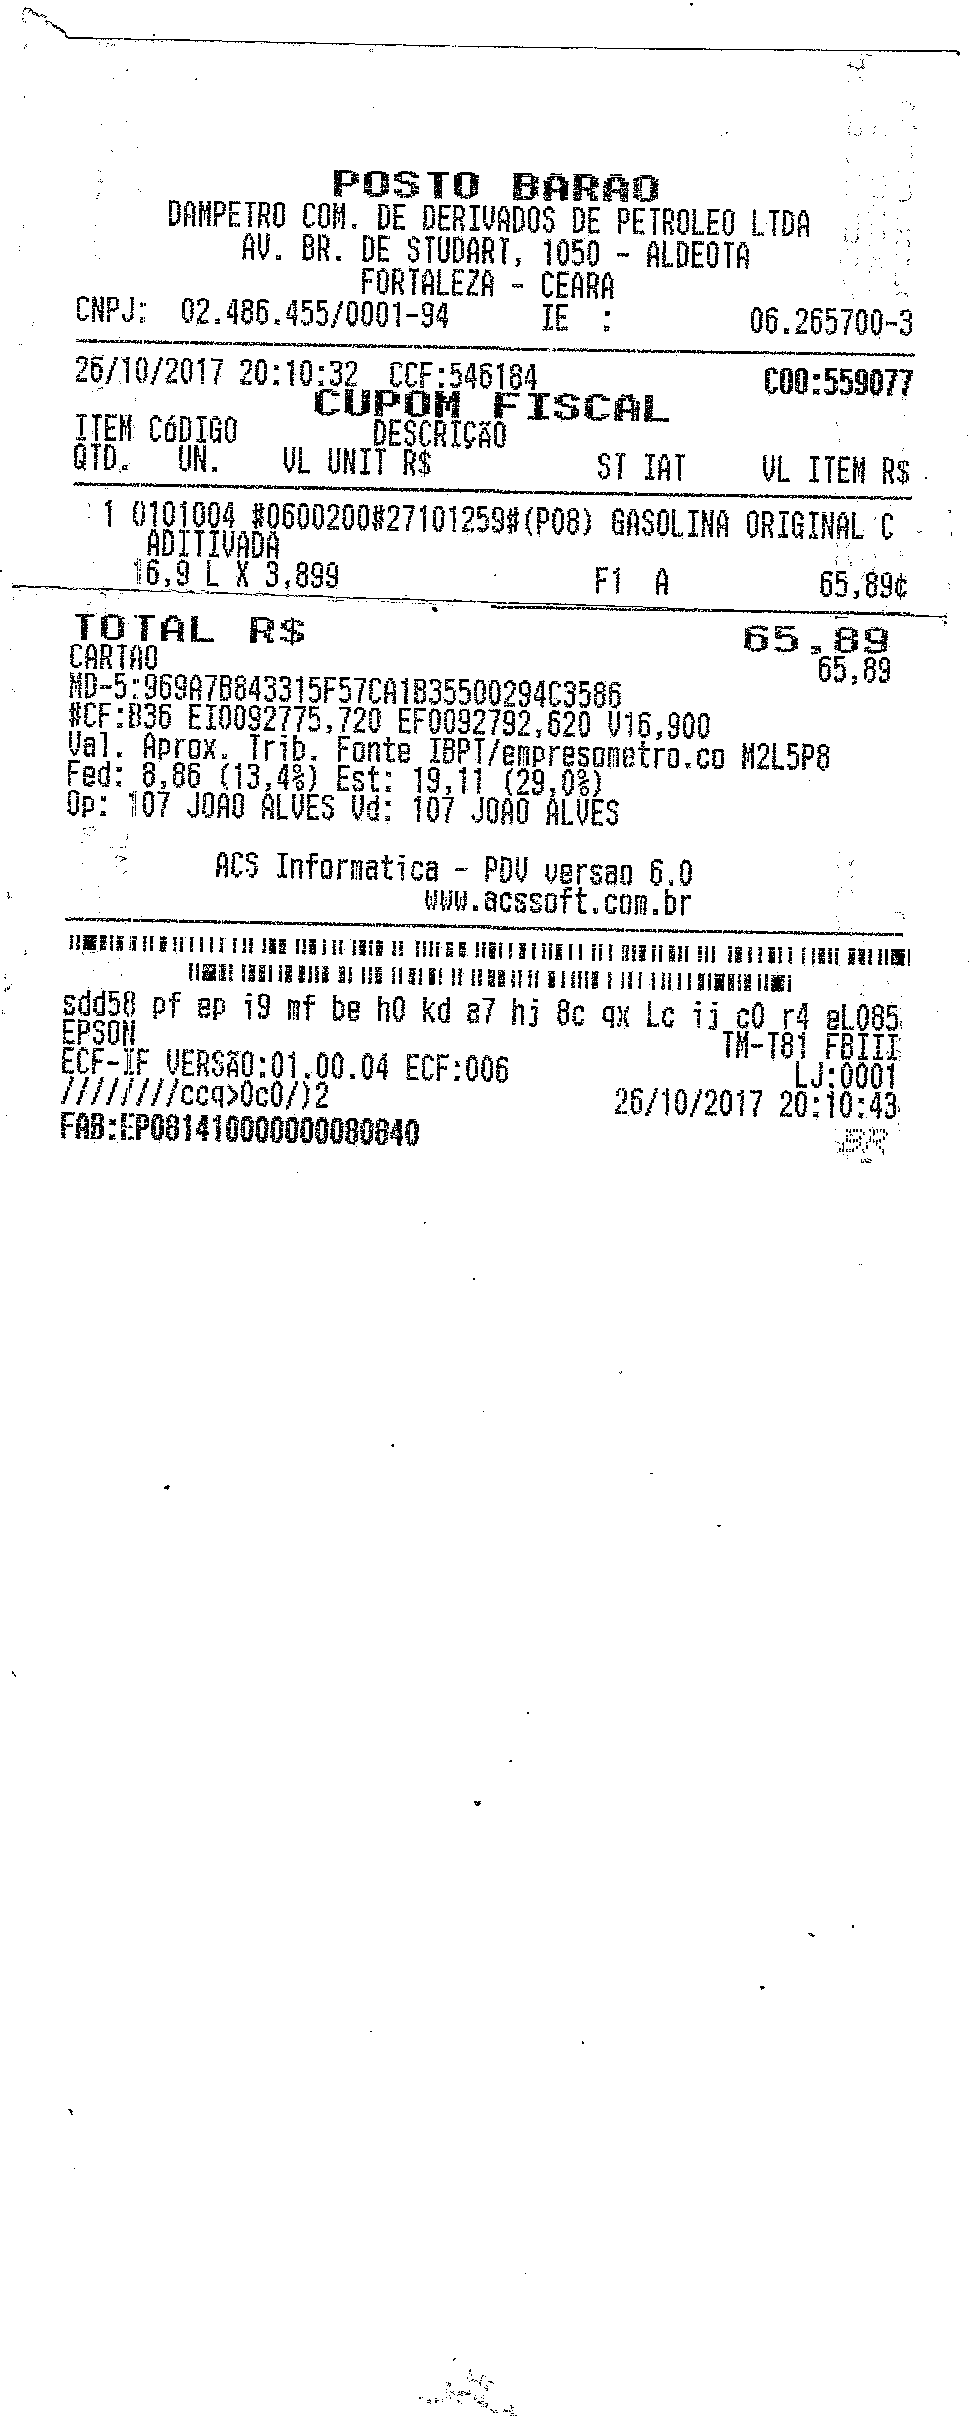 POSTO BARAO
DAMPETRO COM. DE DERIVADOS DE PETROLEO LTDA
AV. BR. DE STUDART, 1050 - ALDEOTA
FORTALEZA - CEARA
CNPJ: 02.486.455/0001-94 IE : 06.265700-3
26/10/2017 20:10:32 CCF:546184 COO:559077
CUPOM FISCAL
ITEM CÓDIGO DESCRIÇÃO
QTD. UN. VL UNIT R$ ST IAT VL ITEM R$
1 0101004 #0600200#27101259#(P08) GASOLINA ORIGINAL C
ADITIVADA
16,9 L X 3,899 F1 A 65,89¢
TOTAL R$ 65,89
CARTAO 65,89
MD-5:969A7B843315F57CA1B35500294C3586
#CF:B36 EI0092775,720 EF0092792,620 V16,900
Val. Aprox. Trib. Fonte IBPT/empresometro.co M2L5P8
Fed: 8,86 (13,4%) Est: 19,11 (29,0%)
Op: 107 JOAO ALVES Vd: 107 JOAO ALVES
ACS Informatica - PDV versao 6.0
www.acssoft.com.br
sdd58 pf ep i9 mf be h0 kd a7 hj 8c qx Lc ij c0 r4 eL085
EPSON TM-T81 FBIII
ECF-IF VERSÃO:01.00.04 ECF:006 LJ:0001
////////ccq>0c0/)2 26/10/2017 20:10:43
FAB:EP081410000000080840
BR